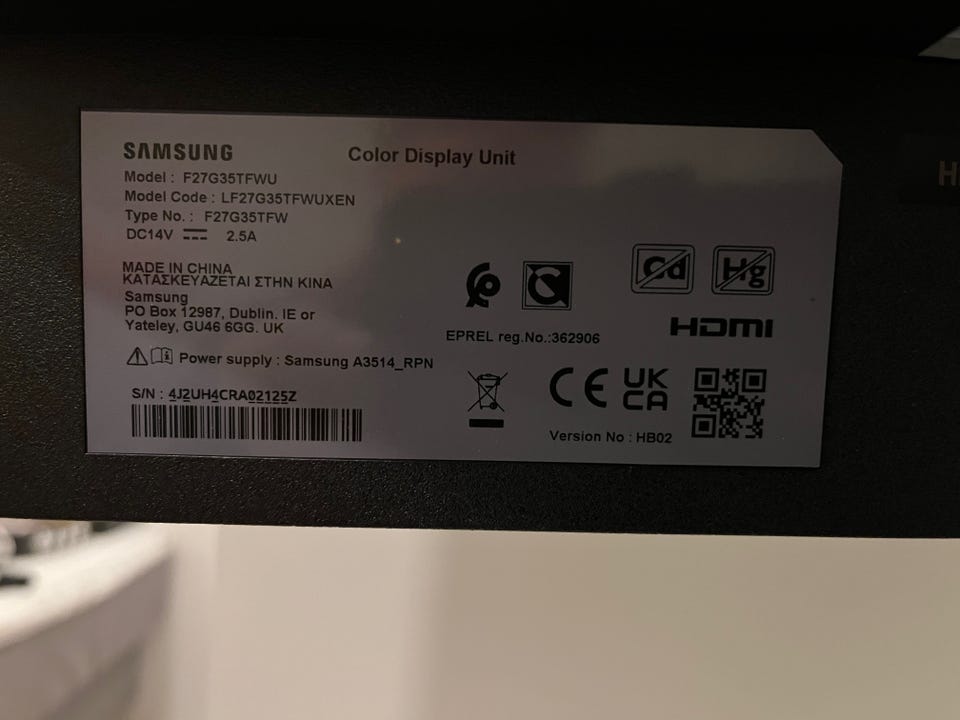 SAMSUNG
Color Display Unit
Model : F27G35TFWU
Model Code : LF27G35TFWUXEN
Type No. : F27G35TFW
DC14V 2.5A
MADE IN CHINA
ΚΑΤΑΣΚΕΥΑΖΕΤΑΙ ΣΤΗΝ ΚΙΝΑ
Samsung
PO Box 12987, Dublin. IE or
Yateley, GU46 6GG. UK
Power supply : Samsung A3514_RPN
S/N : 4J2UH4CRA02125Z
Cd
Hg
HDMI
EPREL reg.No.:362906
CE
UK
CA
Version No : HB02